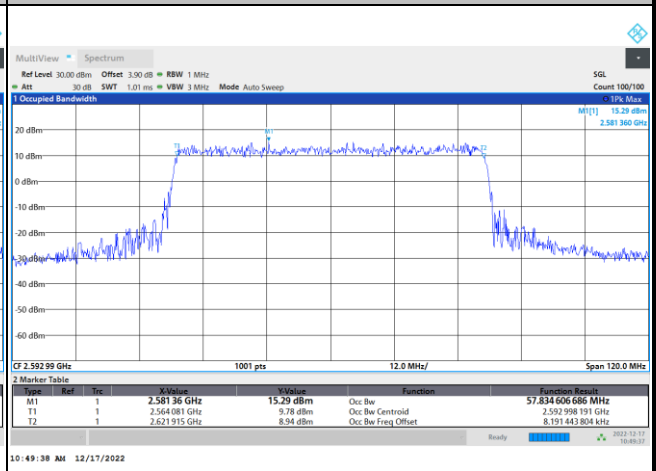 MultiView Spectrum
Ref Level 30.00 dBm Offset 3.90 dB RBW 1 MHz SGL
Att 30 dB SWT 1.01 ms VBW 3 MHz Mode Auto Sweep Count 100/100
1 Occupied Bandwidth 1Pk Max
M1[1] 15.29 dBm
2.581 360 GHz
20 dBm
M1
T1 T2
10 dBm
0 dBm
-10 dBm
-20 dBm
-30 dBm
-40 dBm
-50 dBm
-60 dBm
CF 2.592 99 GHz 1001 pts 12.0 MHz/ Span 120.0 MHz
2 Marker Table
Type Ref Trc X-Value Y-Value Function Function Result
M1 1 2.581 36 GHz 15.29 dBm Occ Bw 57.834 606 686 MHz
T1 1 2.564 081 GHz 9.78 dBm Occ Bw Centroid 2.592 998 191 GHz
T2 1 2.621 915 GHz 8.94 dBm Occ Bw Freq Offset 8.191 443 804 kHz
Ready 2022-12-17
10:49:37
10:49:38 AM 12/17/2022